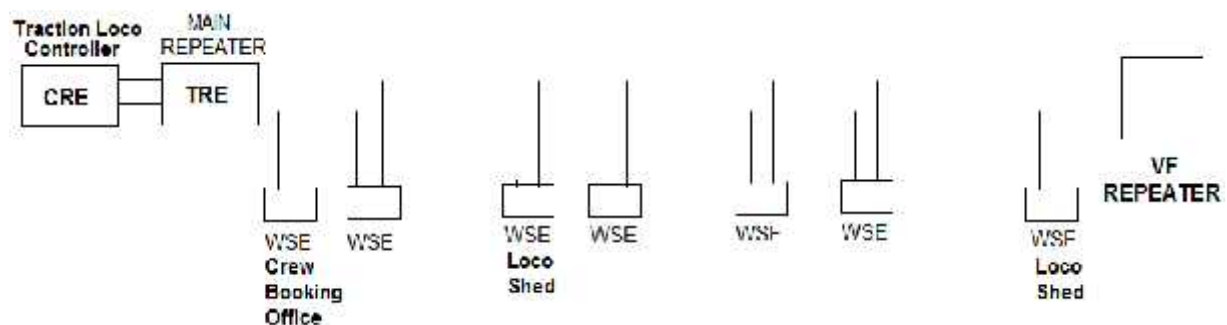 Traction Loco
Controller
MAIN
REPEATER
CRE
TRE
VF
REPEATER
WSE
Crew
Booking
Office
WSE
WSE
Loco
Shed
WSE
WSE
WSE
WSE
Loco
Shed